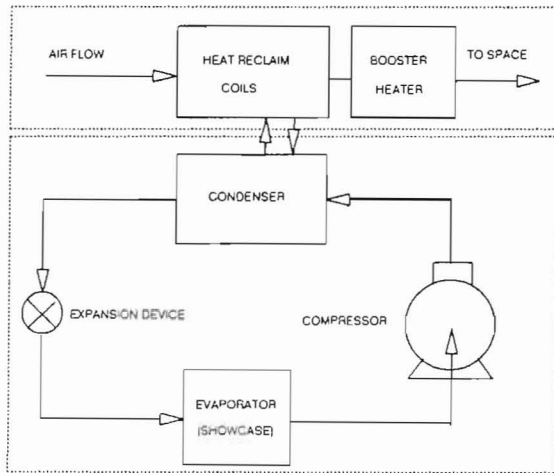 AIR FLOW
HEAT RECLAIM
COILS
BOOSTER
HEATER
TO SPACE
CONDENSER
EXPANSION DEVICE
COMPRESSOR
EVAPORATOR
(SHOWCASE)